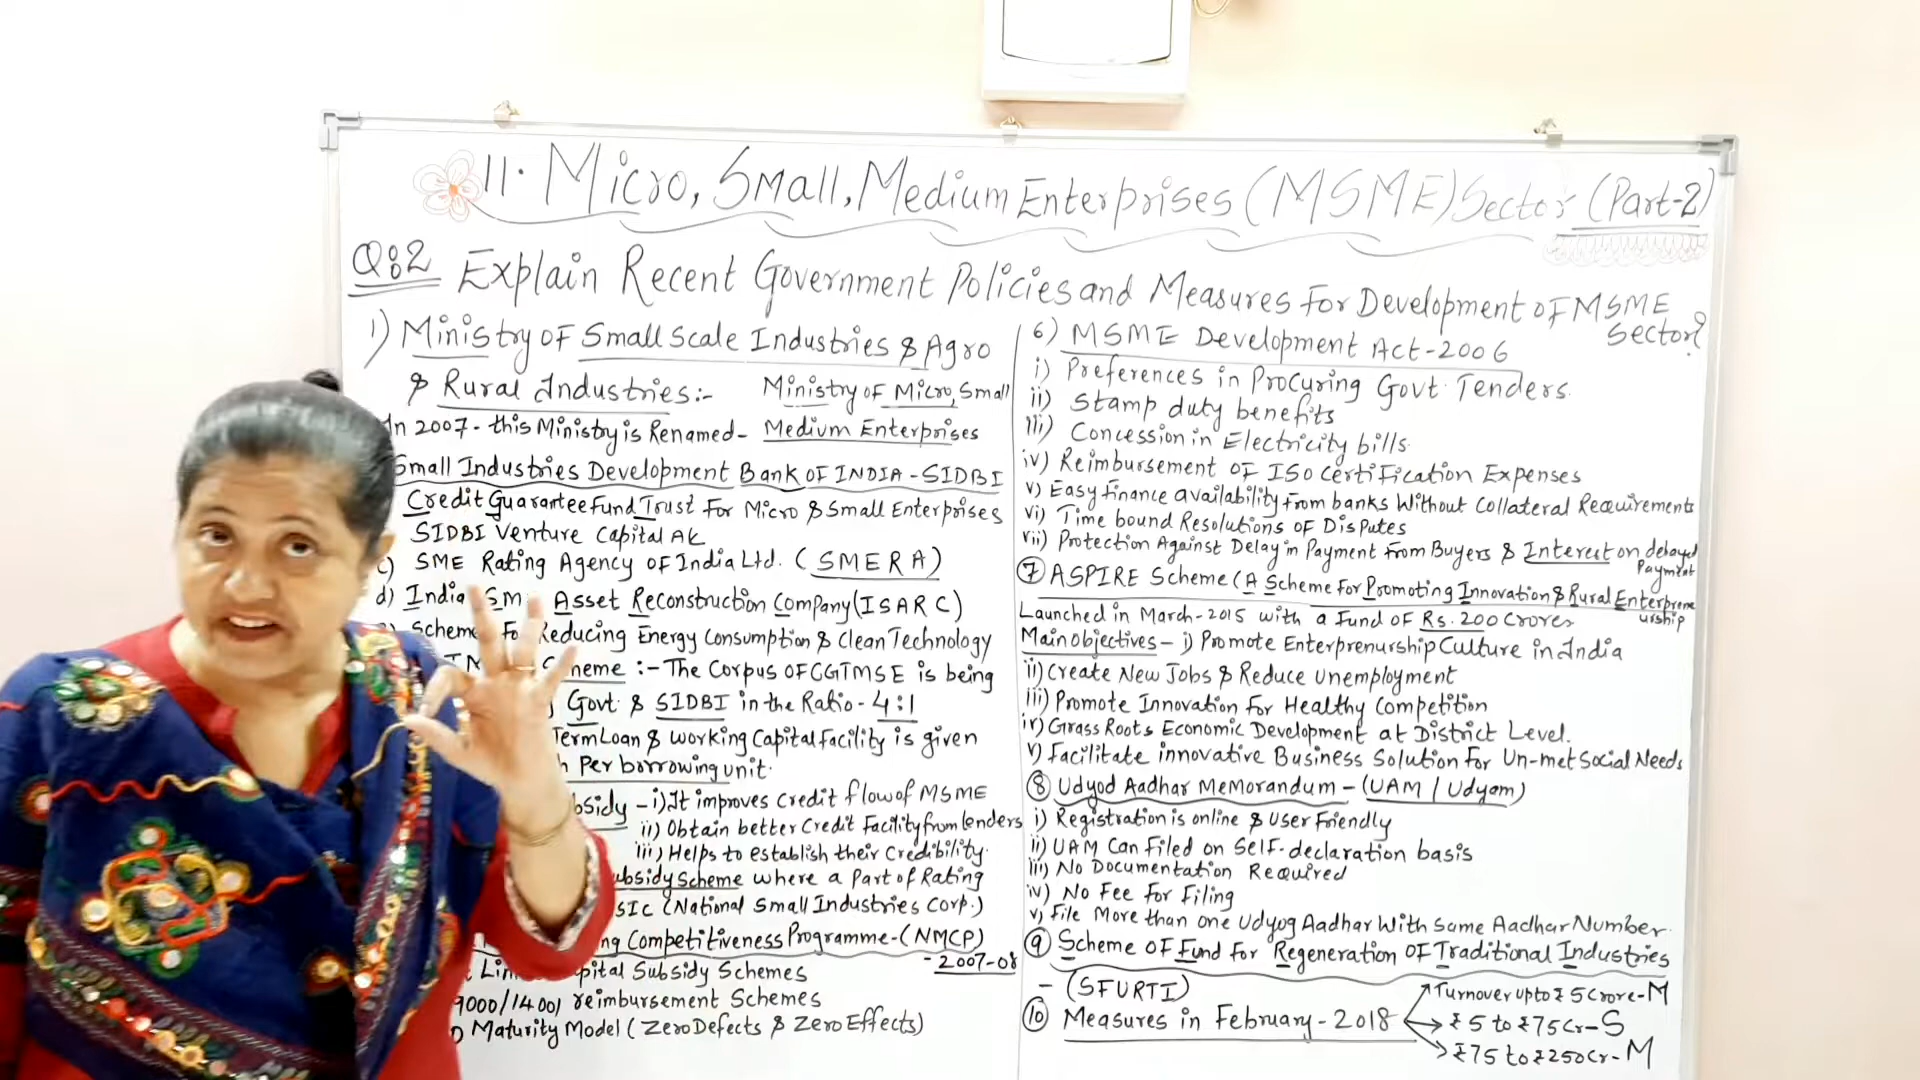 11. Micro, Small, Medium Enterprises (MSME) Sector (Part-2)
Q:2 Explain Recent Government Policies and Measures For Development of MSME
Sector?
1) Ministry of Small Scale Industries & Agro
& Rural Industries:- Ministry of Micro, Small
In 2007- this Ministry is Renamed- Medium Enterprises
Small Industries Development Bank of INDIA - SIDBI
Credit Guarantee Fund Trust For Micro & Small Enterprises
SIDBI Venture Capital
c) SME Rating Agency of India Ltd. (SMERA)
d) India Asset Reconstruction Company (ISARC)
For Reducing Energy Consumption & Clean Technology
:- The Corpus of CGTMSE is being
Govt & SIDBI in the Ratio- 4:1
Term Loan & working Capital Facility is given
per borrowing unit.
- i) It improves Credit flow of MSME
ii) Obtain better Credit Facility from lenders
iii) Helps to establish their Credibility.
Scheme where a Part of Rating
(National Small Industries Corp.)
Competitiveness Programme-(NMCP)
- 2007-08
Subsidy Schemes
9000/14001 reimbursement Schemes
Maturity Model (Zero Defects & Zero Effects)
6) MSME Development Act-2006
i) Preferences in Procuring Govt. Tenders.
ii) Stamp duty benefits
iii) Concession in Electricity bills.
iv) Reimbursement of ISO Certification Expenses
v) Easy finance availability from banks Without Collateral Requirements
vi) Time bound Resolutions of Disputes
vii) Protection Against Delay in Payment from Buyers & Interest on delayed
Payment
7 ASPIRE Scheme (A Scheme for Promoting Innovation & Rural Entreprene
urship
Launched in March-2015 with a Fund of Rs. 200 Crores
Main objectives - i) Promote Enterprenurship Culture in India
ii) Create New Jobs & Reduce unemployment
iii) Promote Innovation for Healthy Competition
iv) Grass Roots Economic Development at District Level.
v) Facilitate innovative Business Solution for Un-met Social Needs
8 Udyod Aadhar Memorandum - (UAM / Udyam)
i) Registration is online & User Friendly
ii) UAM Can Filed on Self-declaration basis
iii) No Documentation Required
iv) No Fee For Filing
v) File More than one Udyog Aadhar With Same Aadhar Number.
9 Scheme of Fund for Regeneration of Traditional Industries
- (SFURTI)
10 Measures in February-2018
Turnover upto ₹ 5 Crore-M
₹ 5 to ₹75 Cr-S
₹75 to ₹250 Cr-M